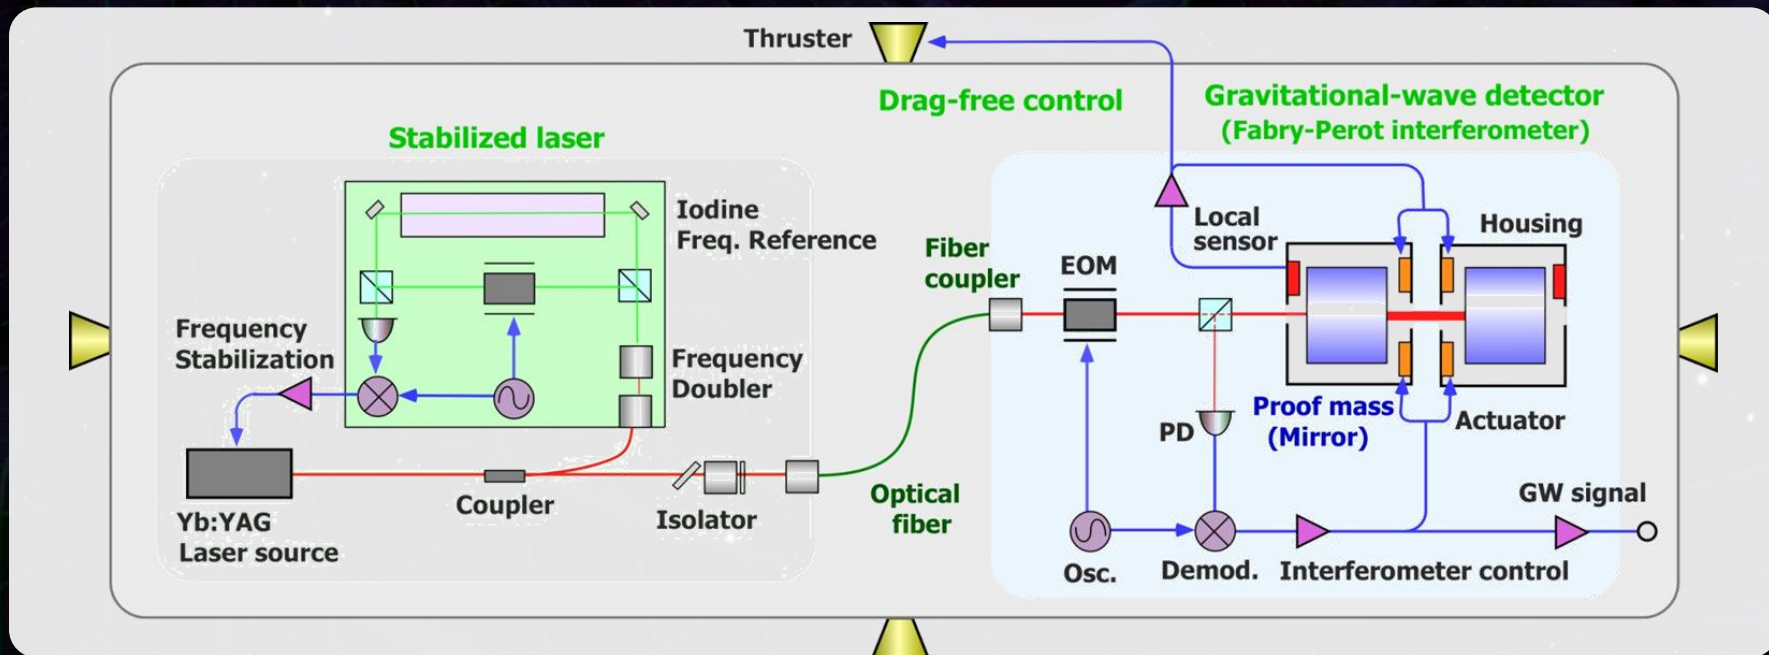 Thruster
Drag-free control
Gravitational-wave detector
(Fabry-Perot interferometer)
Stabilized laser
Iodine
Freq. Reference
Local
sensor
Housing
Fiber
coupler
EOM
Frequency
Stabilization
Frequency
Doubler
Proof mass
(Mirror)
Actuator
PD
Coupler
Isolator
Optical
fiber
GW signal
Yb:YAG
Laser source
Osc.
Demod.
Interferometer control